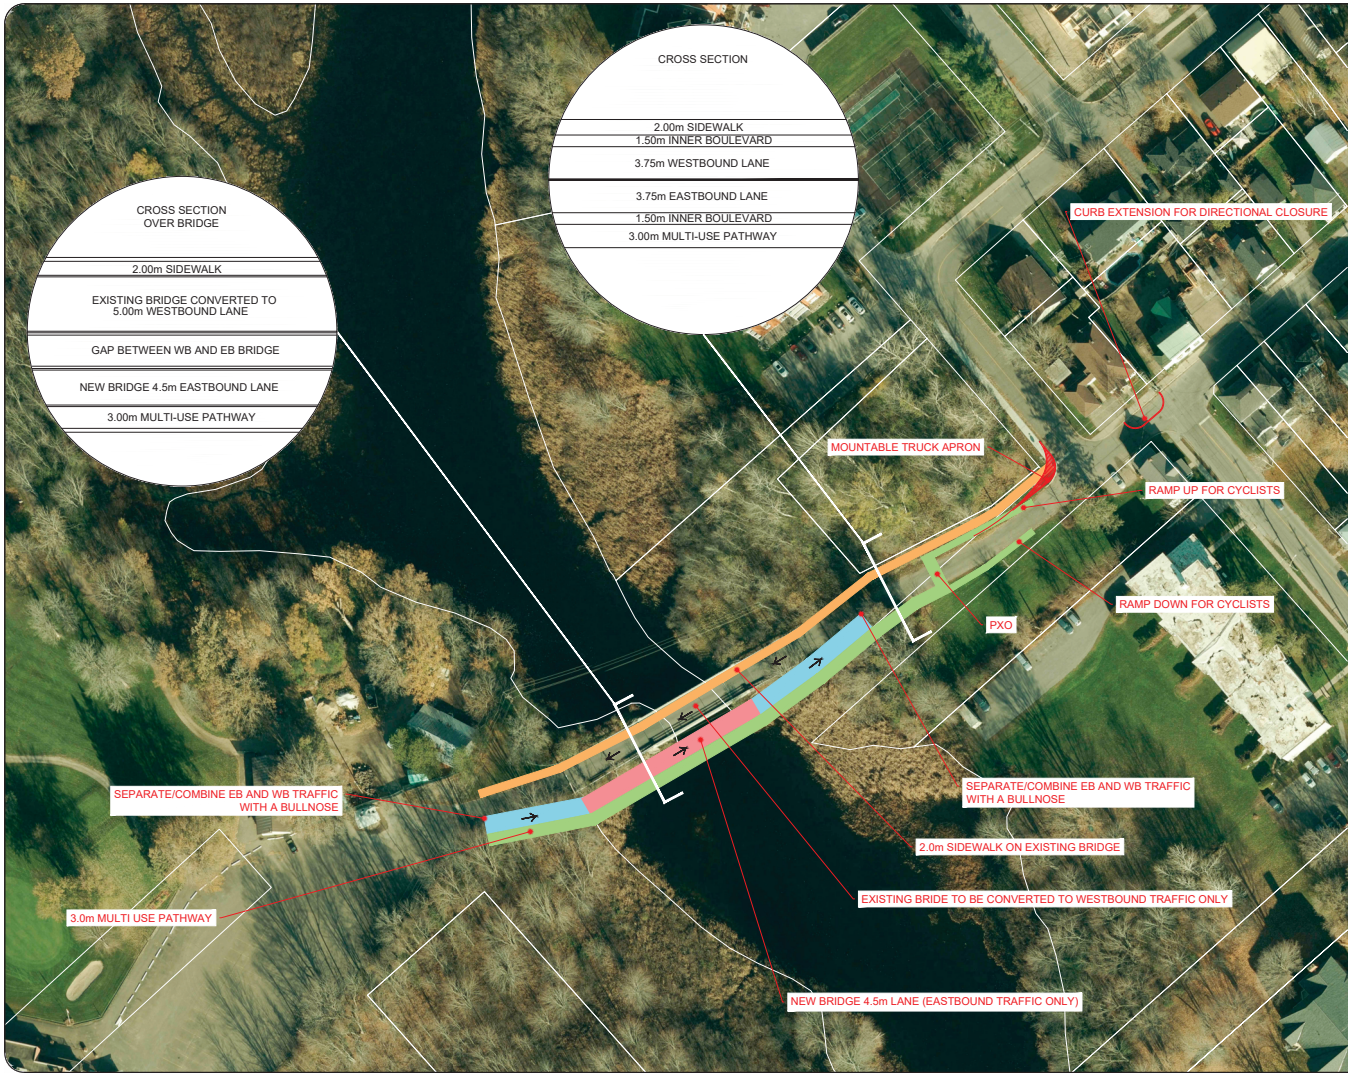 CROSS SECTION
2.00m SIDEWALK
1.50m INNER BOULEVARD
3.75m WESTBOUND LANE
3.75m EASTBOUND LANE
1.50m INNER BOULEVARD
3.00m MULTI-USE PATHWAY
CROSS SECTION
OVER BRIDGE
2.00m SIDEWALK
EXISTING BRIDGE CONVERTED TO
5.00m WESTBOUND LANE
GAP BETWEEN WB AND EB BRIDGE
NEW BRIDGE 4.5m EASTBOUND LANE
3.00m MULTI-USE PATHWAY
CURB EXTENSION FOR DIRECTIONAL CLOSURE
MOUNTABLE TRUCK APRON
RAMP UP FOR CYCLISTS
RAMP DOWN FOR CYCLISTS
PXO
SEPARATE/COMBINE EB AND WB TRAFFIC
WITH A BULLNOSE
SEPARATE/COMBINE EB AND WB TRAFFIC
WITH A BULLNOSE
2.0m SIDEWALK ON EXISTING BRIDGE
EXISTING BRIDE TO BE CONVERTED TO WESTBOUND TRAFFIC ONLY
3.0m MULTI USE PATHWAY
NEW BRIDGE 4.5m LANE (EASTBOUND TRAFFIC ONLY)